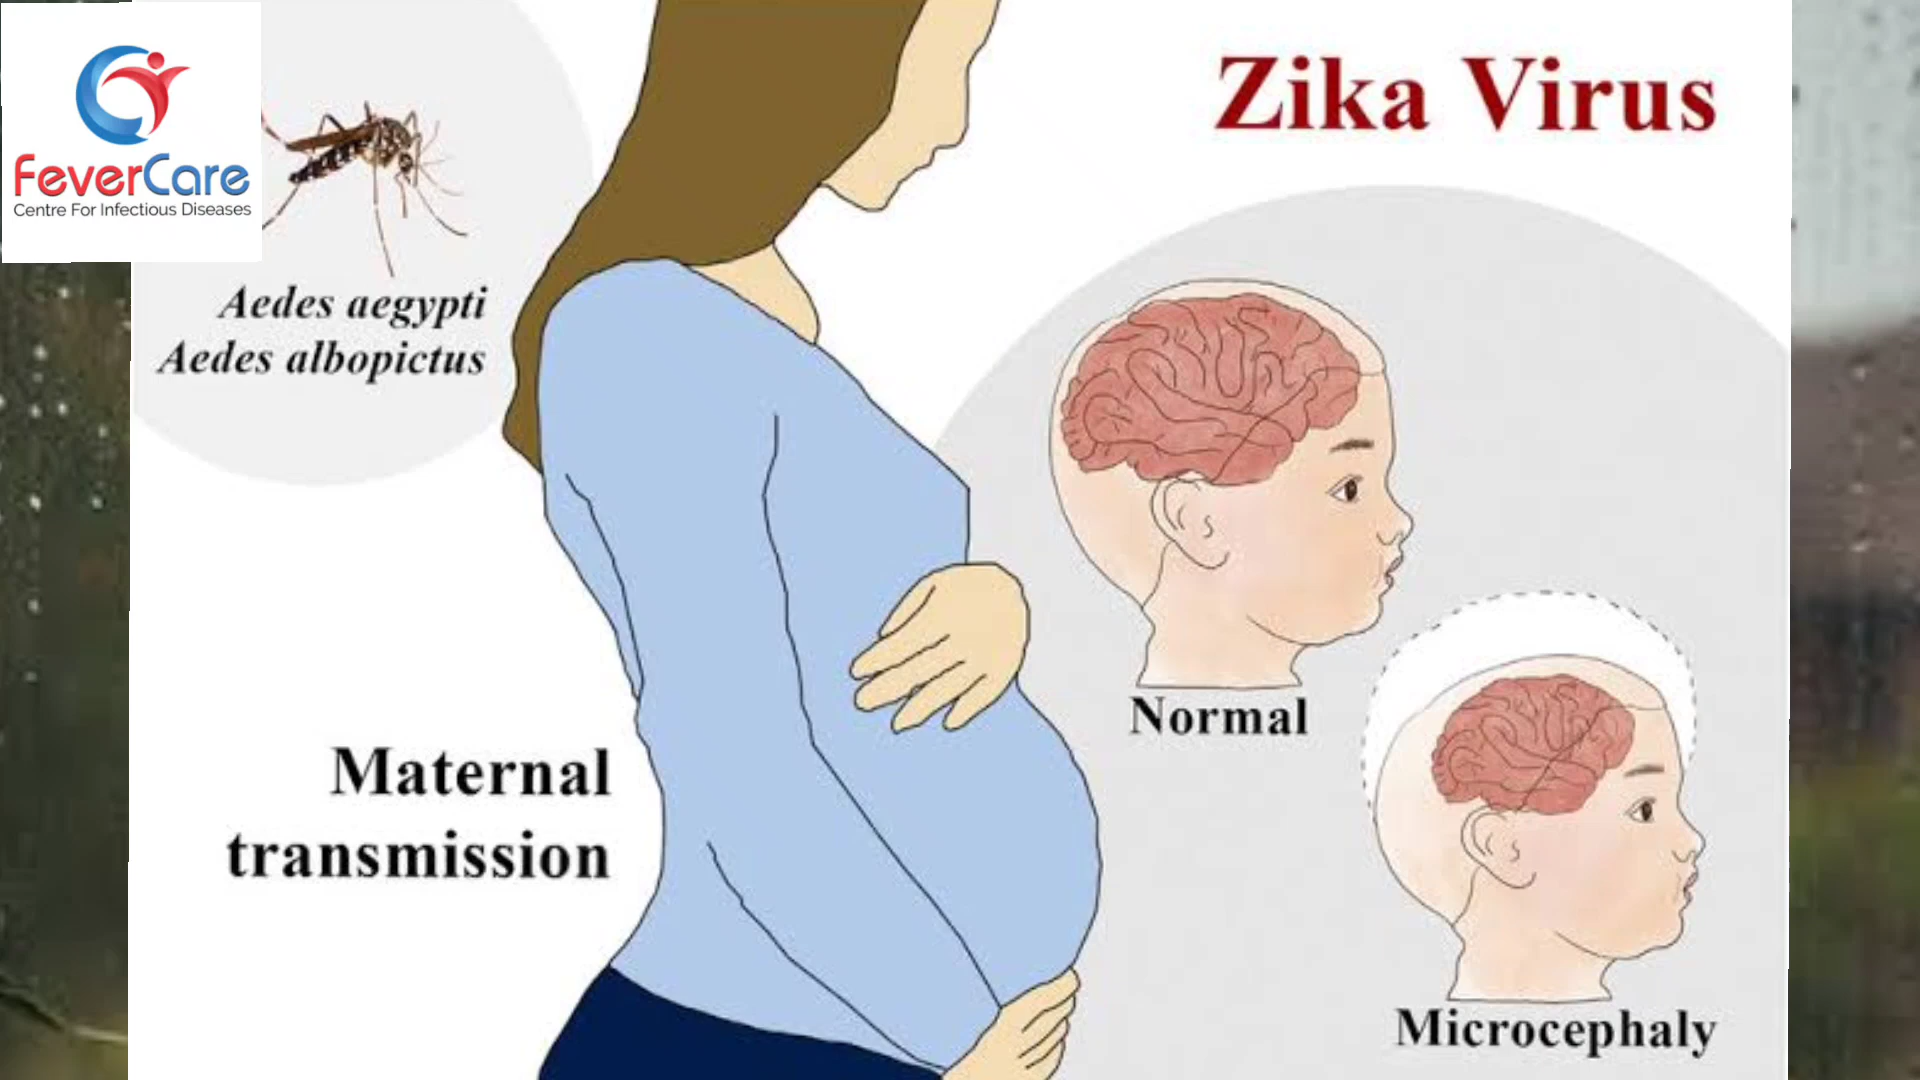 FeverCare
Centre For Infectious Diseases
Zika Virus
Aedes aegypti
Aedes albopictus
Normal
Maternal
transmission
Microcephaly